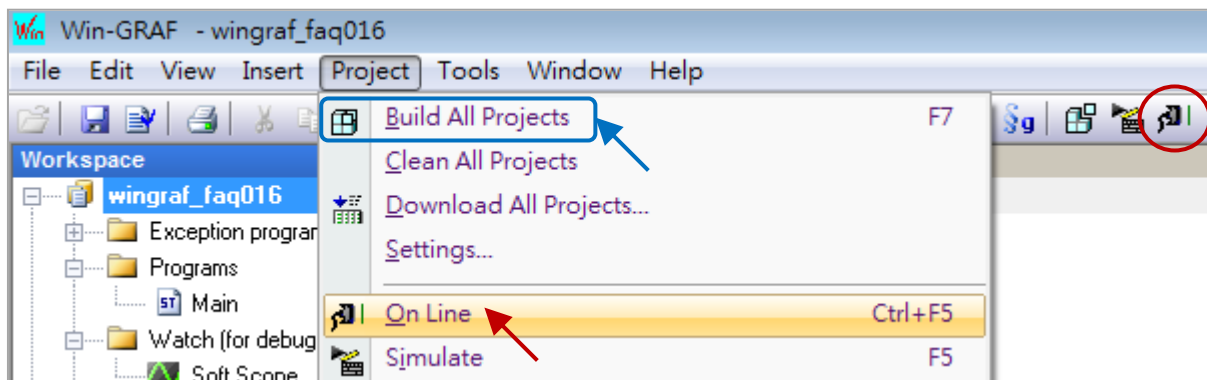 Win Win-GRAF - wingraf_faq016
File Edit View Insert Project Tools Window Help
Build All Projects F7
§g
Clean All Projects
Download All Projects...
Settings...
On Line Ctrl+F5
Simulate F5
Workspace
wingraf_faq016
Exception program
Programs
ST Main
Watch (for debug
Soft Scope